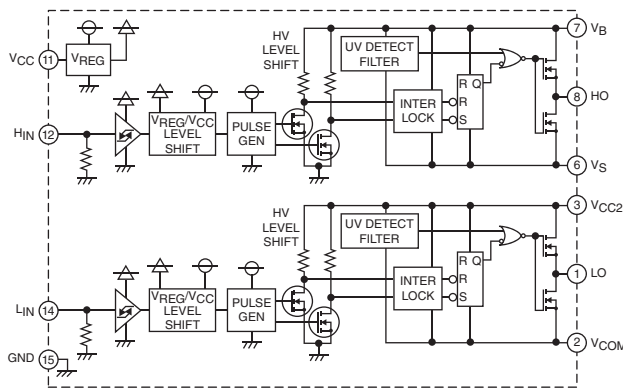 VCC 11
VREG
HIN 12
VREG/VCC
LEVEL
SHIFT
PULSE
GEN
HV
LEVEL
SHIFT
UV DETECT
FILTER
INTER
LOCK
R
S
R Q
S
7 VB
8 HO
6 VS
LIN 14
GND 15
VREG/VCC
LEVEL
SHIFT
PULSE
GEN
HV
LEVEL
SHIFT
UV DETECT
FILTER
INTER
LOCK
R
S
R Q
S
3 VCC2
1 LO
2 VCOM